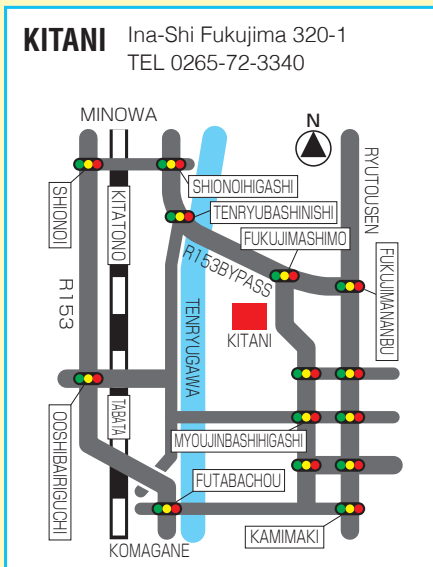 KITANI
Ina-Shi Fukujima 320-1
TEL 0265-72-3340
MINOWA
N
SHIONOI
KITATONO
SHIONOIHIGASHI
TENRYUBASHINISHI
RYUTOUSEN
FUKUJIMASHIMO
R153BYPASS
FUKUJIMANANBU
R153
TENRYUGAWA
KITANI
OOSHIBAIRIGUCHI
TABATA
MYOUJINBASHIHIGASHI
FUTABACHOU
KAMIMAKI
KOMAGANE